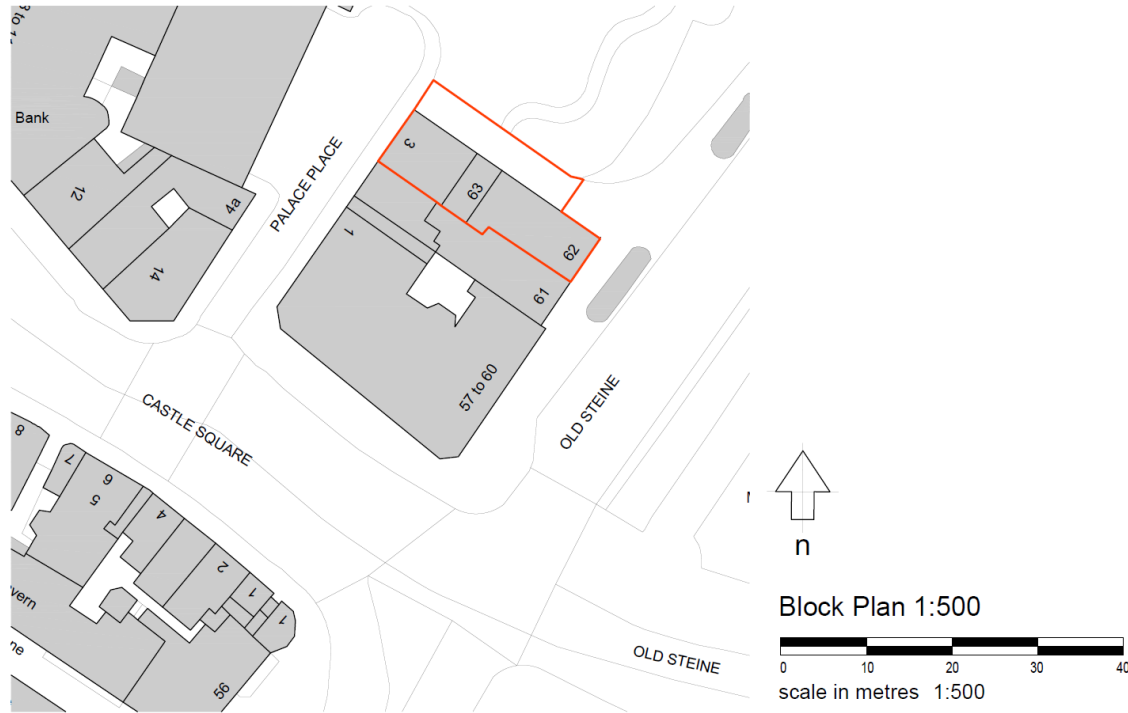 Bank
12
14
4a
PALACE PLACE
3
63
62
1
61
57 to 60
CASTLE SQUARE
OLD STEINE
8
7
6
5
4
2
1
1
56
OLD STEINE
n
Block Plan 1:500
0 10 20 30 40
scale in metres 1:500